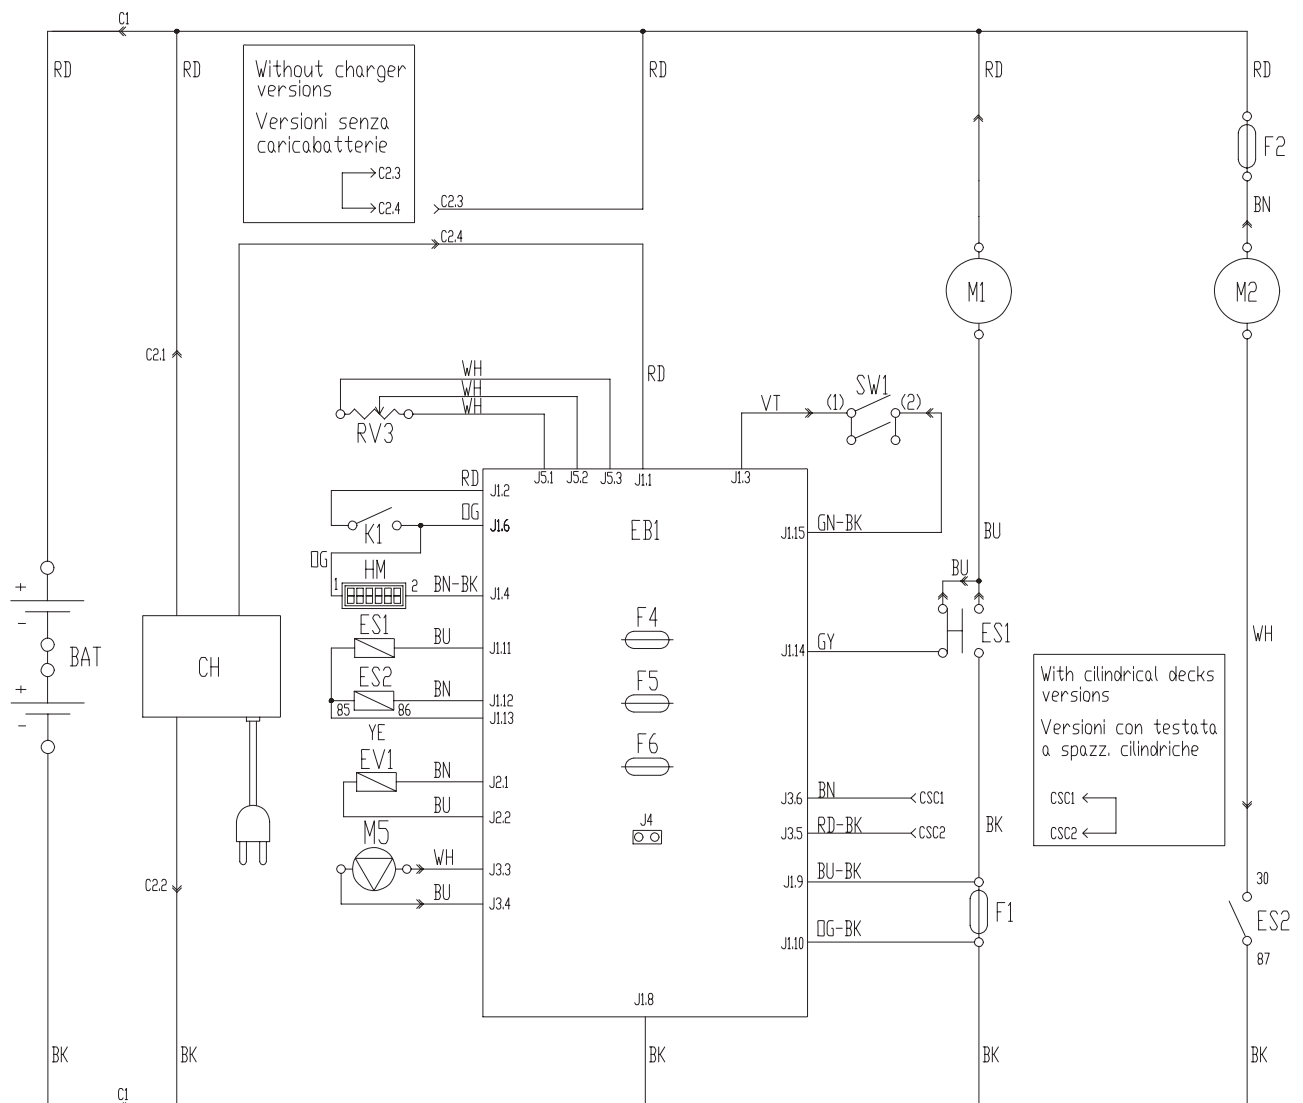 C1
RD
RD
RD
RD
RD
Without charger
versions
Versioni senza
caricabatterie
C2.3
C2.4
C2.3
C2.4
F2
BN
M1
M2
C2.1
WH
WH
WH
RD
RV3
SW1
VT
(1)
(2)
J5.1
J5.2
J5.3
J1.1
J1.3
RD
J1.2
OG
J1.6
K1
EB1
J1.15
GN-BK
BU
OG
HM
1
2
BN-BK
J1.4
BU
ES1
BU
J1.11
F4
J1.14
GY
ES1
WH
BAT
+
-
+
-
CH
ES2
BN
J1.12
85
86
J1.13
F5
With cilindrical decks
versions
Versioni con testata
a spazz. cilindriche
CSC1
CSC2
YE
EV1
BN
J2.1
BU
J2.2
F6
J3.6
BN
CSC1
J3.5
RD-BK
CSC2
BK
J4
M5
WH
J3.3
BU
J3.4
J1.9
BU-BK
F1
J1.10
OG-BK
C2.2
30
ES2
87
J1.8
BK
BK
BK
BK
BK
C1